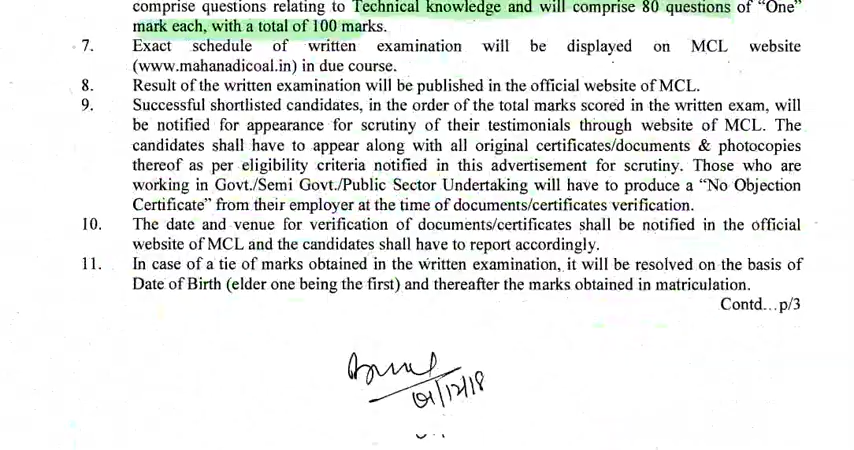 comprise questions relating to Technical knowledge and will comprise 80 questions of “One”
mark each, with a total of 100 marks.
7. Exact schedule of written examination will be displayed on MCL website
(www.mahanadicoal.in) in due course.
8. Result of the written examination will be published in the official website of MCL.
9. Successful shortlisted candidates, in the order of the total marks scored in the written exam, will
be notified for appearance for scrutiny of their testimonials through website of MCL. The
candidates shall have to appear along with all original certificates/documents & photocopies
thereof as per eligibility criteria notified in this advertisement for scrutiny. Those who are
working in Govt./Semi Govt./Public Sector Undertaking will have to produce a “No Objection
Certificate” from their employer at the time of documents/certificates verification.
10. The date and venue for verification of documents/certificates shall be notified in the official
website of MCL and the candidates shall have to report accordingly.
11. In case of a tie of marks obtained in the written examination, it will be resolved on the basis of
Date of Birth (elder one being the first) and thereafter the marks obtained in matriculation.
Contd...p/3
01/12/18